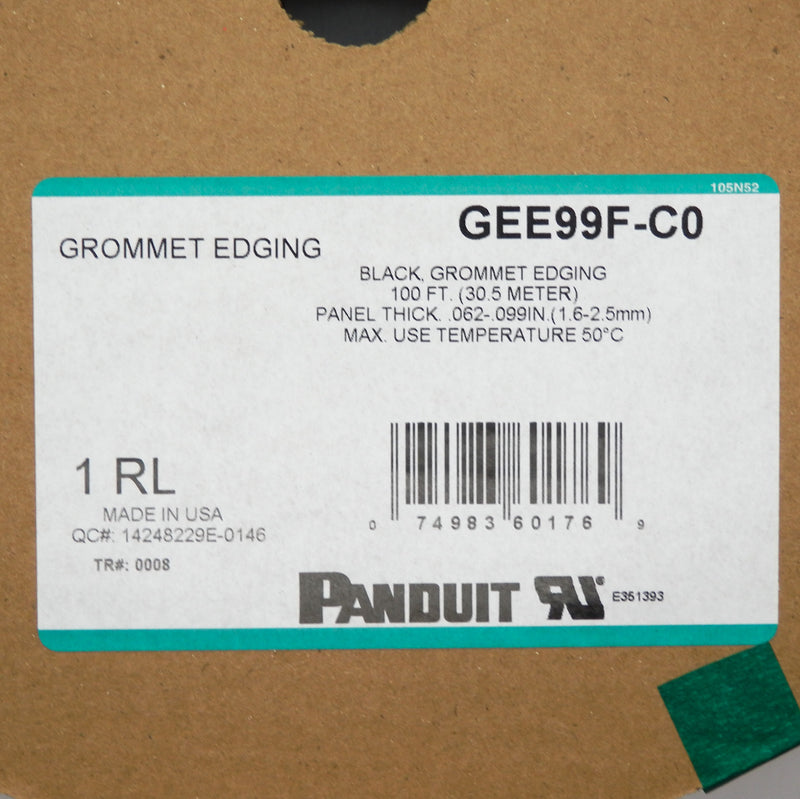 105N52
GEE99F-C0
GROMMET EDGING
BLACK, GROMMET EDGING
100 FT. (30.5 METER)
PANEL THICK. .062-.099IN.(1.6-2.5mm)
MAX. USE TEMPERATURE 50°C
1 RL
MADE IN USA
QC#: 14248229E-0146
TR#: 0008
0 74983 60176 9
PANDUIT RU E351393